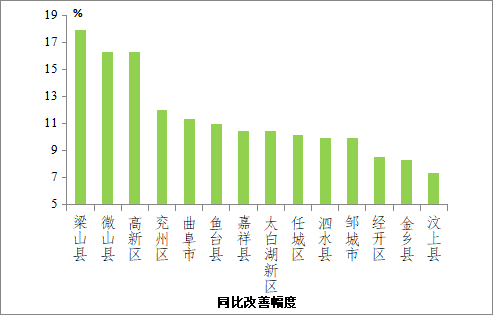 %
19
17
15
13
11
9
7
5
梁山县
微山县
高新区
兖州区
曲阜市
鱼台县
嘉祥县
太白湖新区
任城区
泗水县
邹城市
经开区
金乡县
汶上县
同比改善幅度